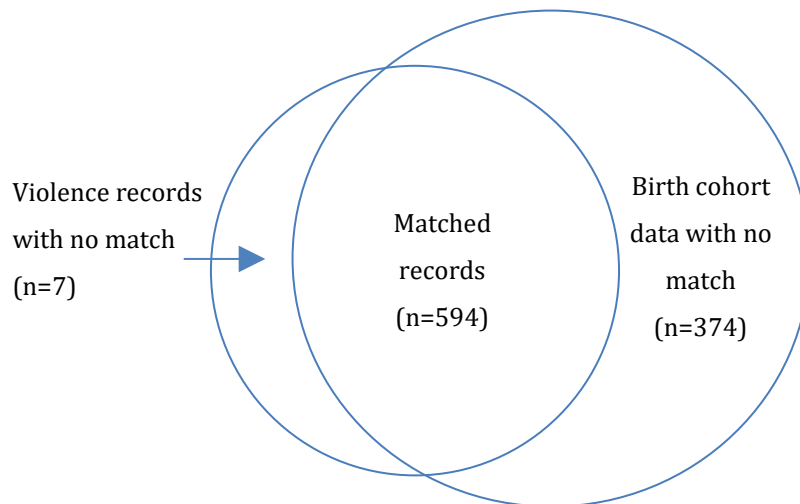 Violence records
with no match
(n=7)
Matched
records
(n=594)
Birth cohort
data with no
match
(n=374)